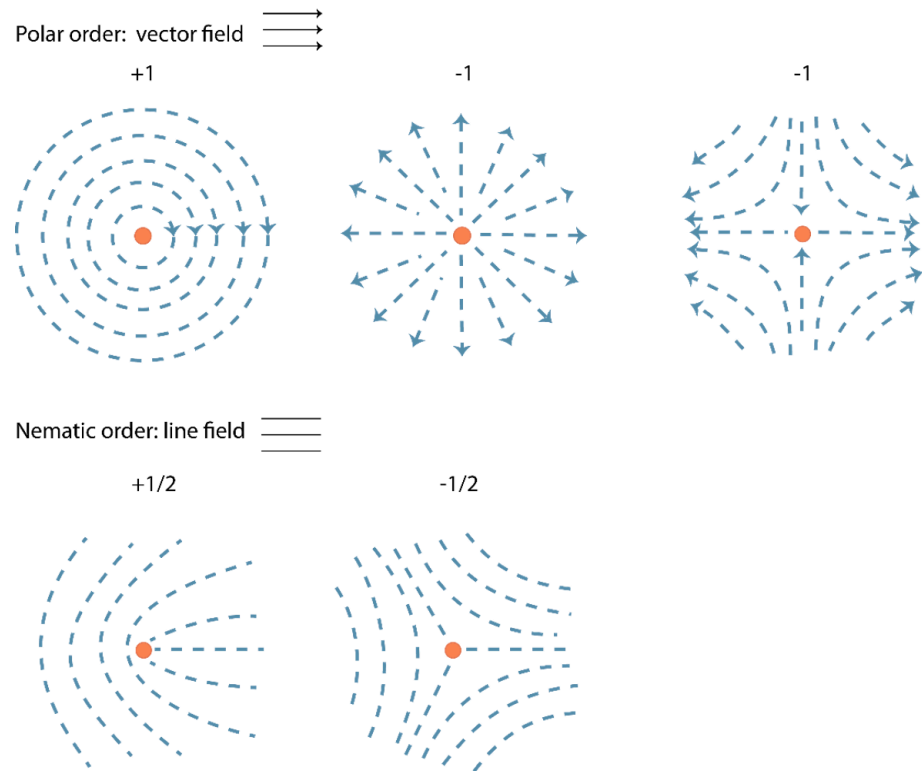 Polar order: vector field
+1
-1
-1
Nematic order: line field
+1/2
-1/2